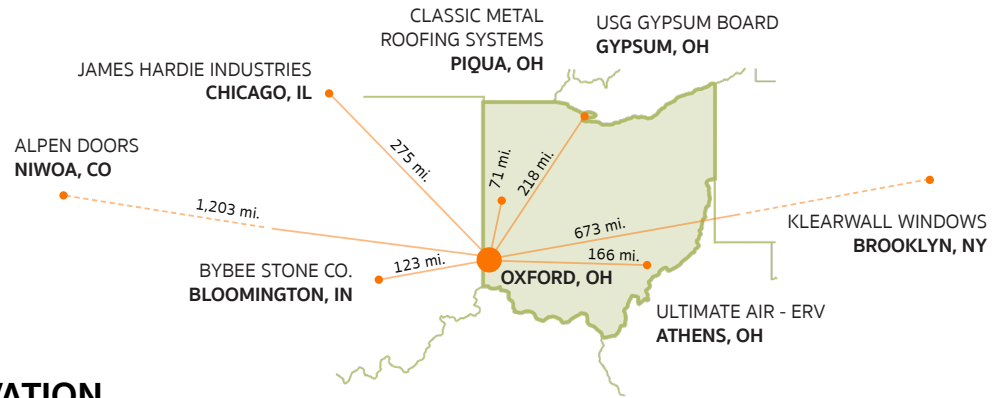 CLASSIC METAL
ROOFING SYSTEMS
PIQUA, OH
USG GYPSUM BOARD
GYPSUM, OH
JAMES HARDIE INDUSTRIES
CHICAGO, IL
ALPEN DOORS
NIWOA, CO
275 mi.
71 mi.
218 mi.
1,203 mi.
673 mi.
KLEARWALL WINDOWS
BROOKLYN, NY
123 mi.
166 mi.
BYBEE STONE CO.
BLOOMINGTON, IN
OXFORD, OH
ULTIMATE AIR - ERV
ATHENS, OH
VATION